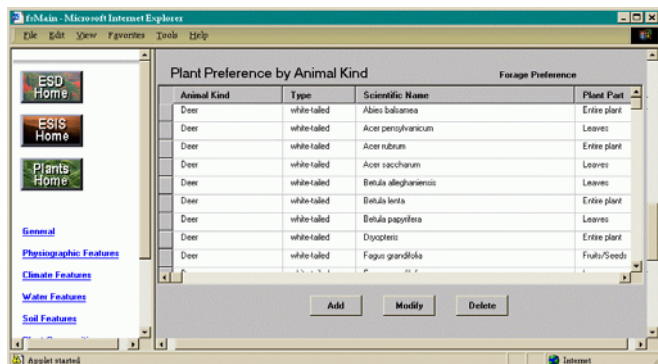 fsMain - Microsoft Internet Explorer
File Edit View Favorites Tools Help
ESD Home
ESIS Home
Plants Home
General
Physiographic Features
Climate Features
Water Features
Soil Features
Plant Preference by Animal Kind Forage Preference
Animal Kind Type Scientific Name Plant Part
Deer white-tailed Abies balsamea Entire plant
Deer white-tailed Acer pensylvanicum Leaves
Deer white-tailed Acer rubrum Entire plant
Deer white-tailed Acer saccharum Leaves
Deer white-tailed Betula alleghaniensis Entire plant
Deer white-tailed Betula lenta Entire plant
Deer white-tailed Betula papyrifera Leaves
Deer white-tailed Dryopteris Entire plant
Deer white-tailed Fagus grandifolia Fruits/Seeds
Add Modify Delete
Applet started Internet